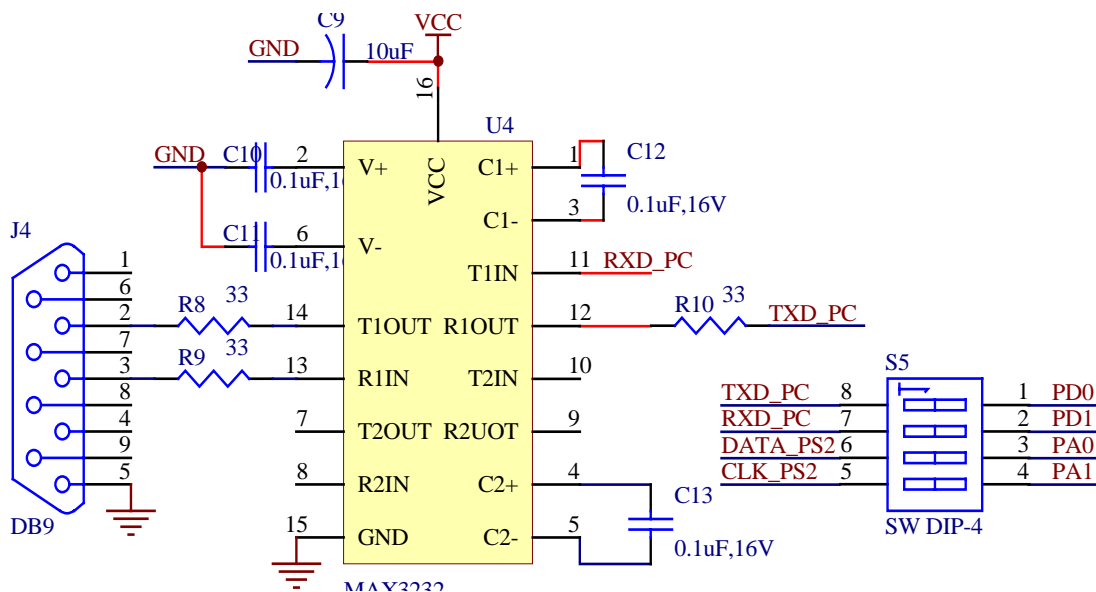 C9
VCC
GND
10uF
16
U4
GND
C10
2
V+
VCC
C1+
1
C12
0.1uF,16
0.1uF,16V
C1-
3
J4
C11
6
V-
0.1uF,16
1
T1IN
11
RXD_PC
6
R8
33
2
14
T1OUT
R1OUT
12
R10
33
TXD_PC
7
R9
33
3
13
R1IN
T2IN
10
S5
8
TXD_PC
8
1
PD0
4
7
T2OUT
R2UOT
9
RXD_PC
7
2
PD1
9
DATA_PS2
6
3
PA0
5
8
R2IN
C2+
4
C13
CLK_PS2
5
4
PA1
DB9
15
GND
C2-
5
0.1uF,16V
SW DIP-4
MAX3232